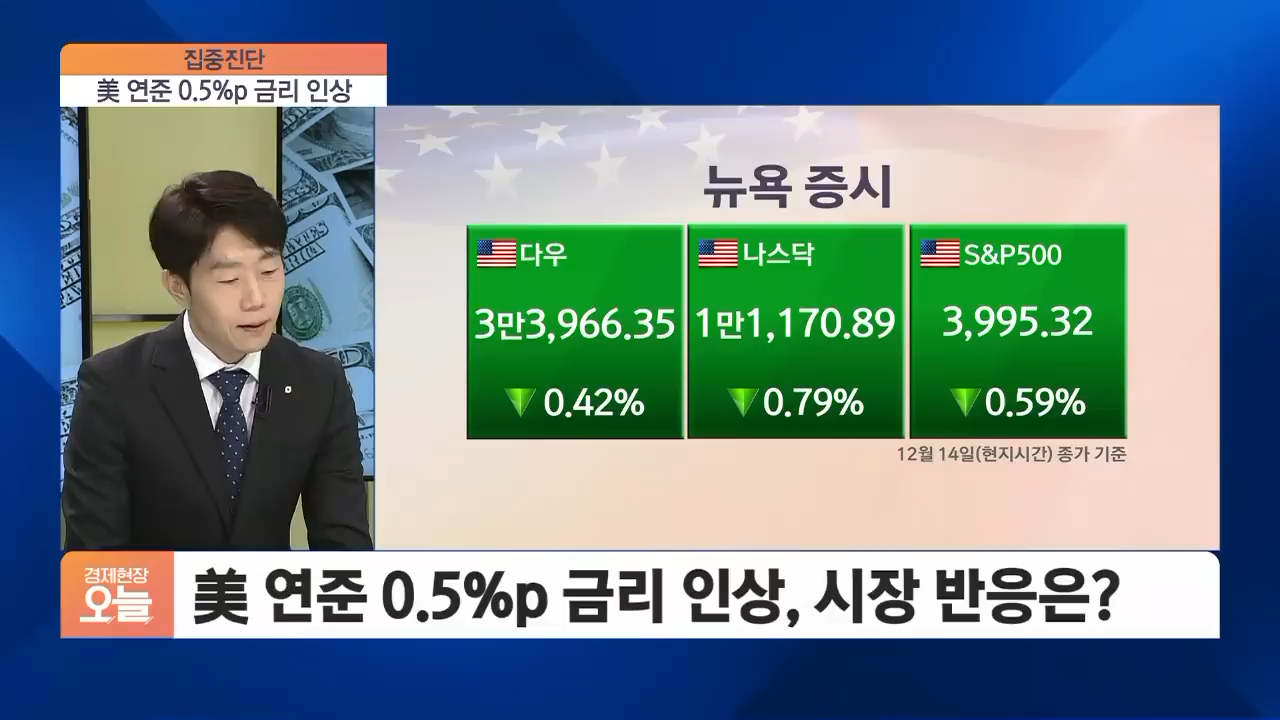 집중진단
美 연준 0.5%p 금리 인상
뉴욕 증시
다우
3만3,966.35
0.42%
나스닥
1만1,170.89
0.79%
S&P500
3,995.32
0.59%
12월 14일(현지시간) 종가 기준
경제현장
오늘
美 연준 0.5%p 금리 인상, 시장 반응은?